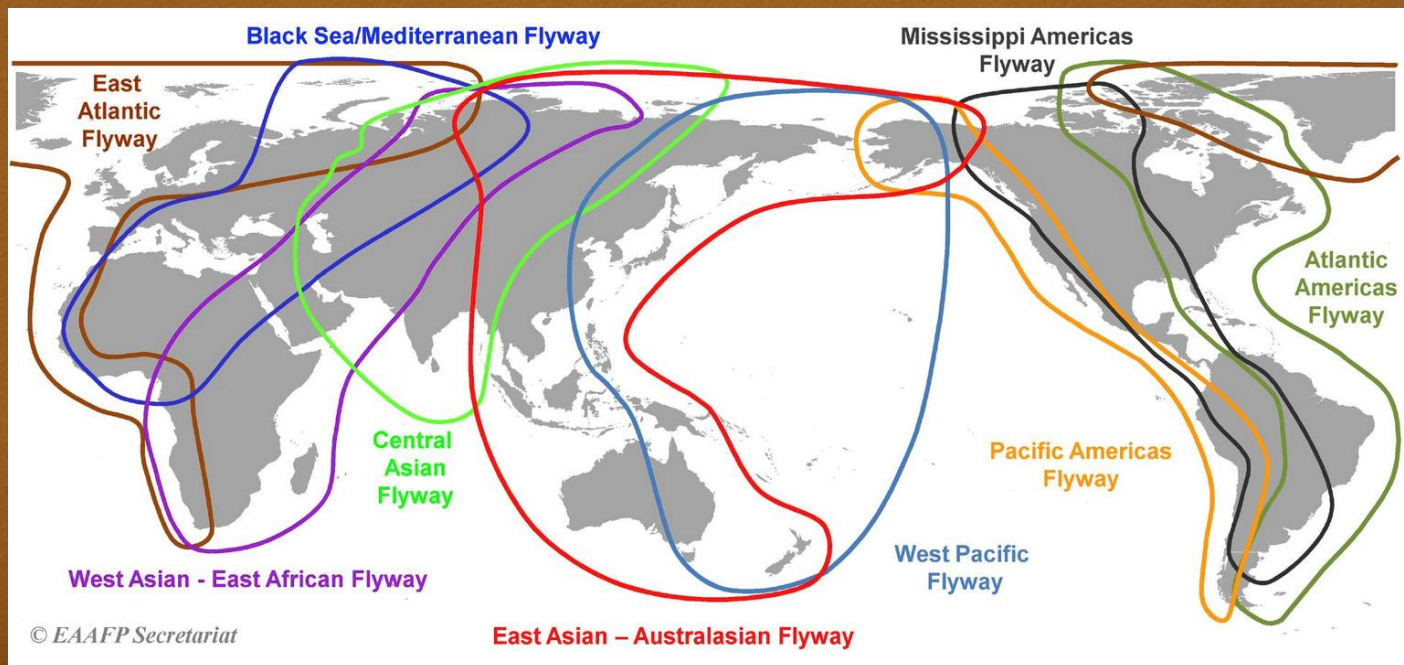 Black Sea/Mediterranean Flyway
Mississippi Americas
Flyway
East
Atlantic
Flyway
Atlantic
Americas
Flyway
Central
Asian
Flyway
Pacific Americas
Flyway
West Pacific
Flyway
West Asian - East African Flyway
East Asian – Australasian Flyway
© EAAFP Secretariat